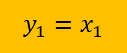 y₁ = x₁